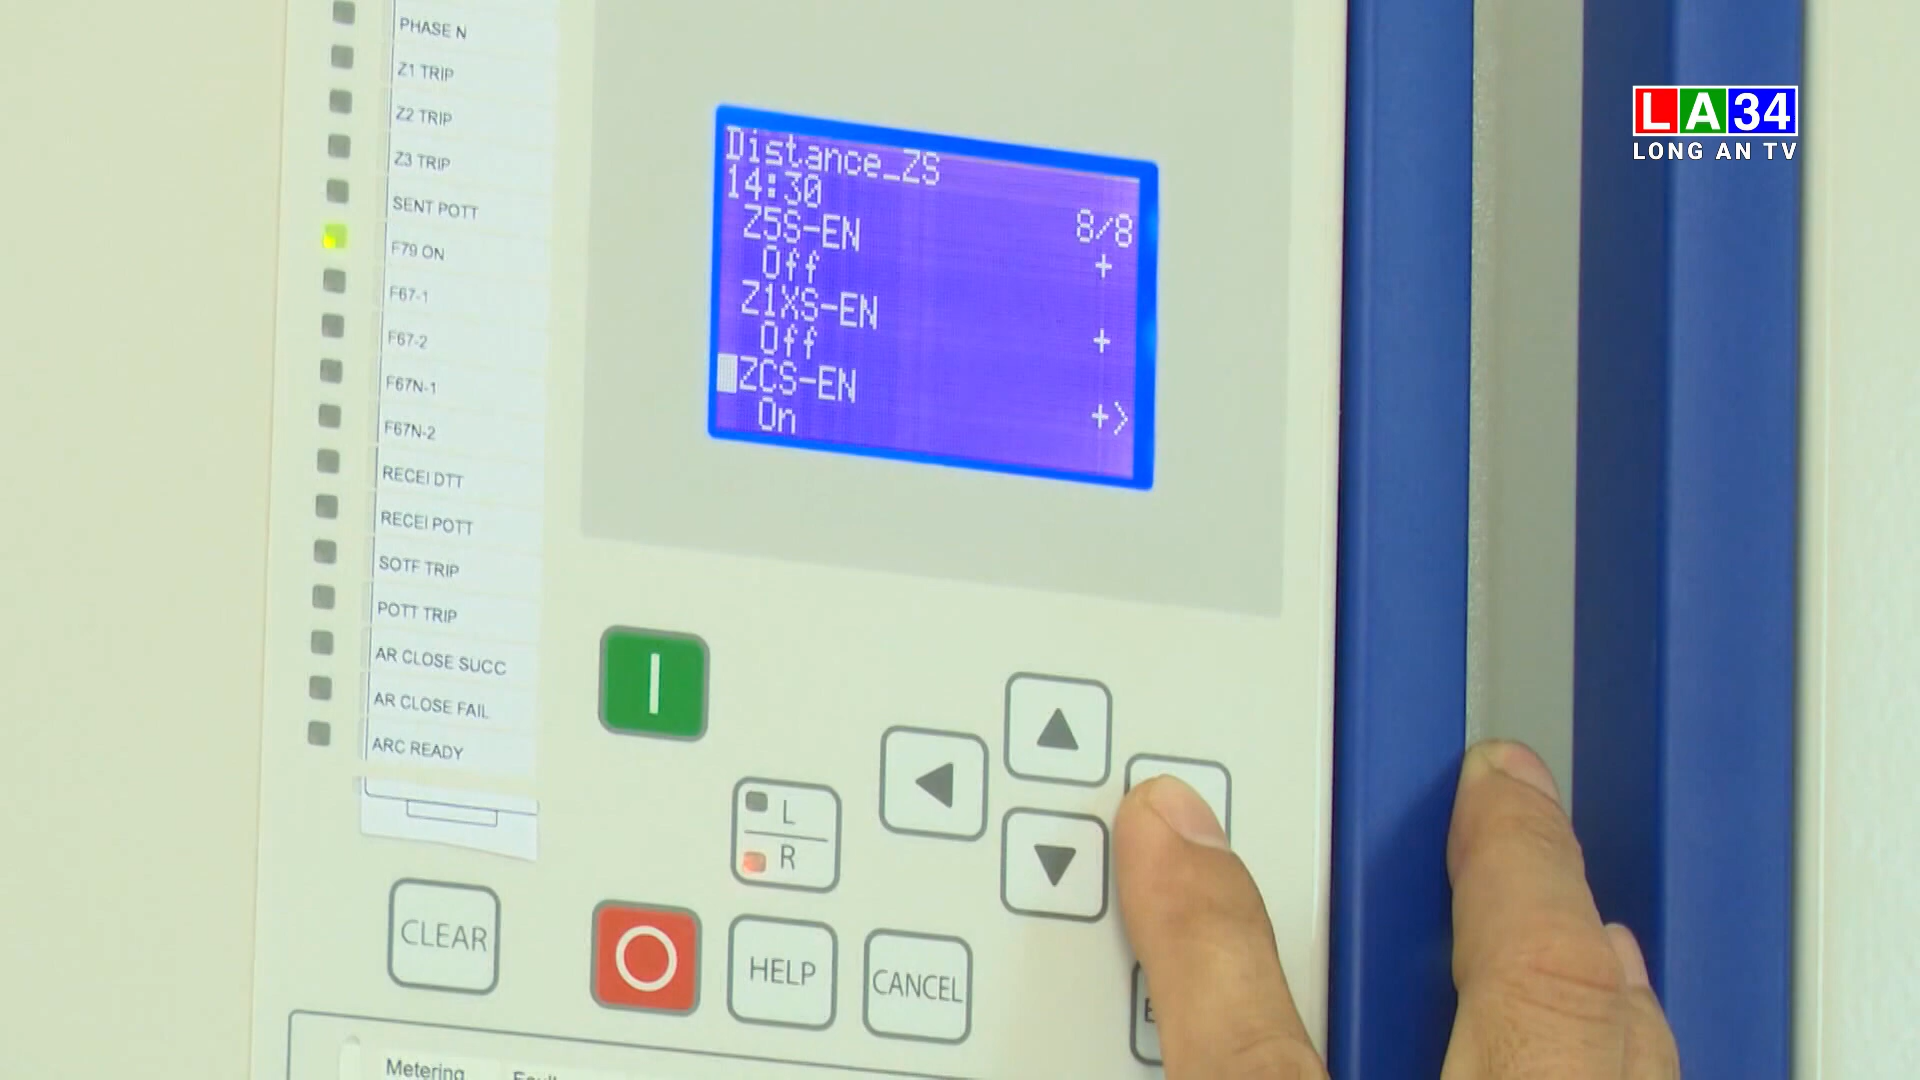 PHASE N
Z1 TRIP
Z2 TRIP
Z3 TRIP
SENT POTT
F79 ON
F67-1
F67-2
F67N-1
F67N-2
RECEI DTT
RECEI POTT
SOTF TRIP
POTT TRIP
AR CLOSE SUCC
AR CLOSE FAIL
ARC READY
Distance_ZS
14:30 8/8
Z5S-EN
Off +
Z1XS-EN
Off +
ZCS-EN
On +>
L
R
CLEAR
HELP
CANCEL
Metering
LA34
LONG AN TV